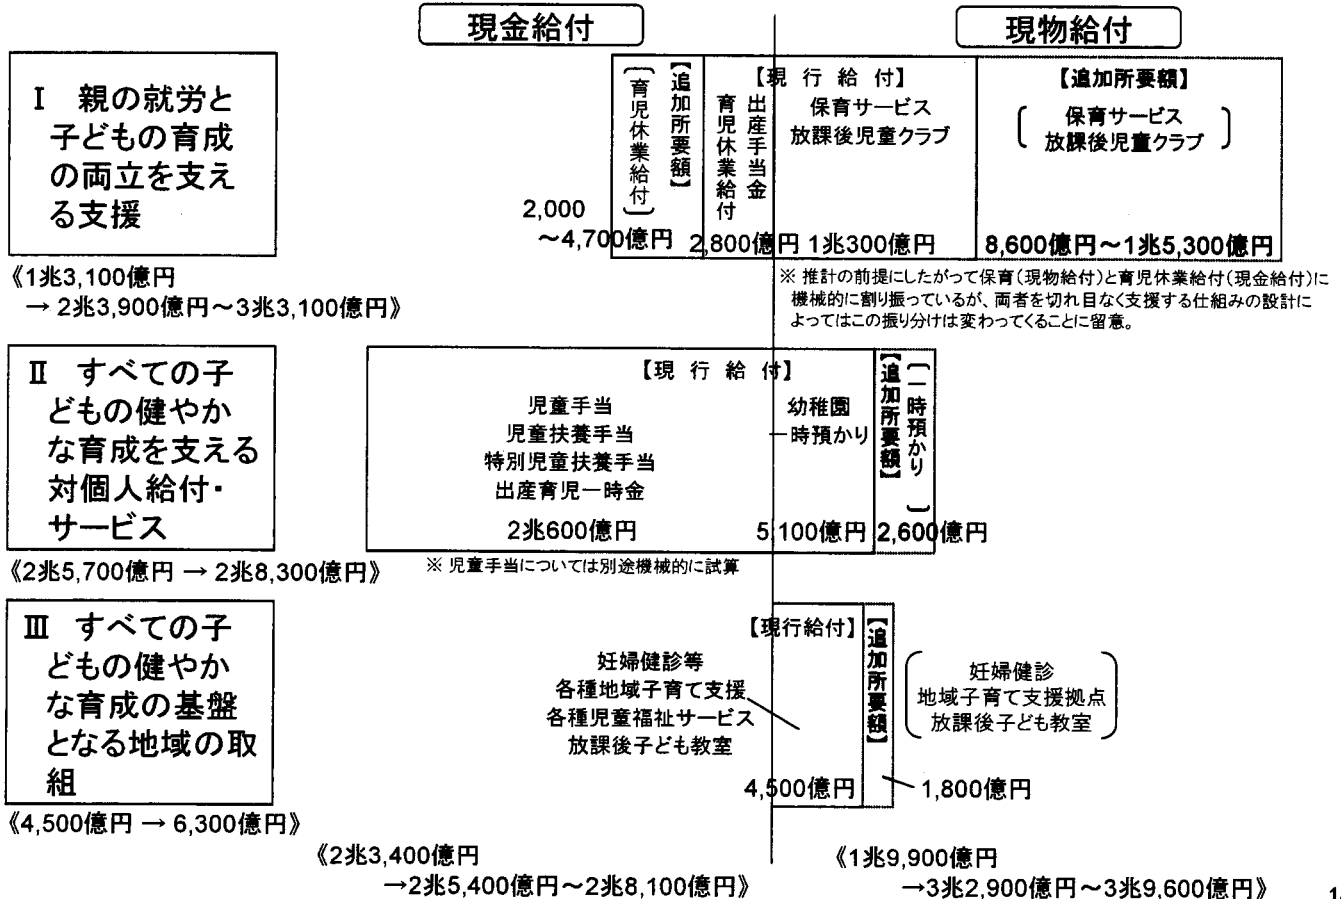 現金給付
現物給付
Ⅰ 親の就労と
子どもの育成
の両立を支え
る支援
《1兆3,100億円
→ 2兆3,900億円～3兆3,100億円》
【追加所要額】
〔育児休業給付〕
2,000
～4,700億円
【現 行 給 付】
出産手当金
育児休業給付
2,800億円
保育サービス
放課後児童クラブ
1兆300億円
【追加所要額】
保育サービス
放課後児童クラブ
8,600億円～1兆5,300億円
※ 推計の前提にしたがって保育(現物給付)と育児休業給付(現金給付)に
機械的に割り振っているが、両者を切れ目なく支援する仕組みの設計に
よってはこの振り分けは変わってくることに留意。
Ⅱ すべての子
どもの健やか
な育成を支える
対個人給付・
サービス
《2兆5,700億円 → 2兆8,300億円》
【現 行 給 付】
児童手当
児童扶養手当
特別児童扶養手当
出産育児一時金
2兆600億円
幼稚園
一時預かり
5,100億円
【追加所要額】
〔一時預かり 〕
2,600億円
※ 児童手当については別途機械的に試算
Ⅲ すべての子
どもの健やか
な育成の基盤
となる地域の取
組
《4,500億円 → 6,300億円》
【現行給付】
妊婦健診等
各種地域子育て支援
各種児童福祉サービス
放課後子ども教室
4,500億円
【追加所要額】
妊婦健診
地域子育て支援拠点
放課後子ども教室
1,800億円
《2兆3,400億円
→2兆5,400億円～2兆8,100億円》
《1兆9,900億円
→3兆2,900億円～3兆9,600億円》